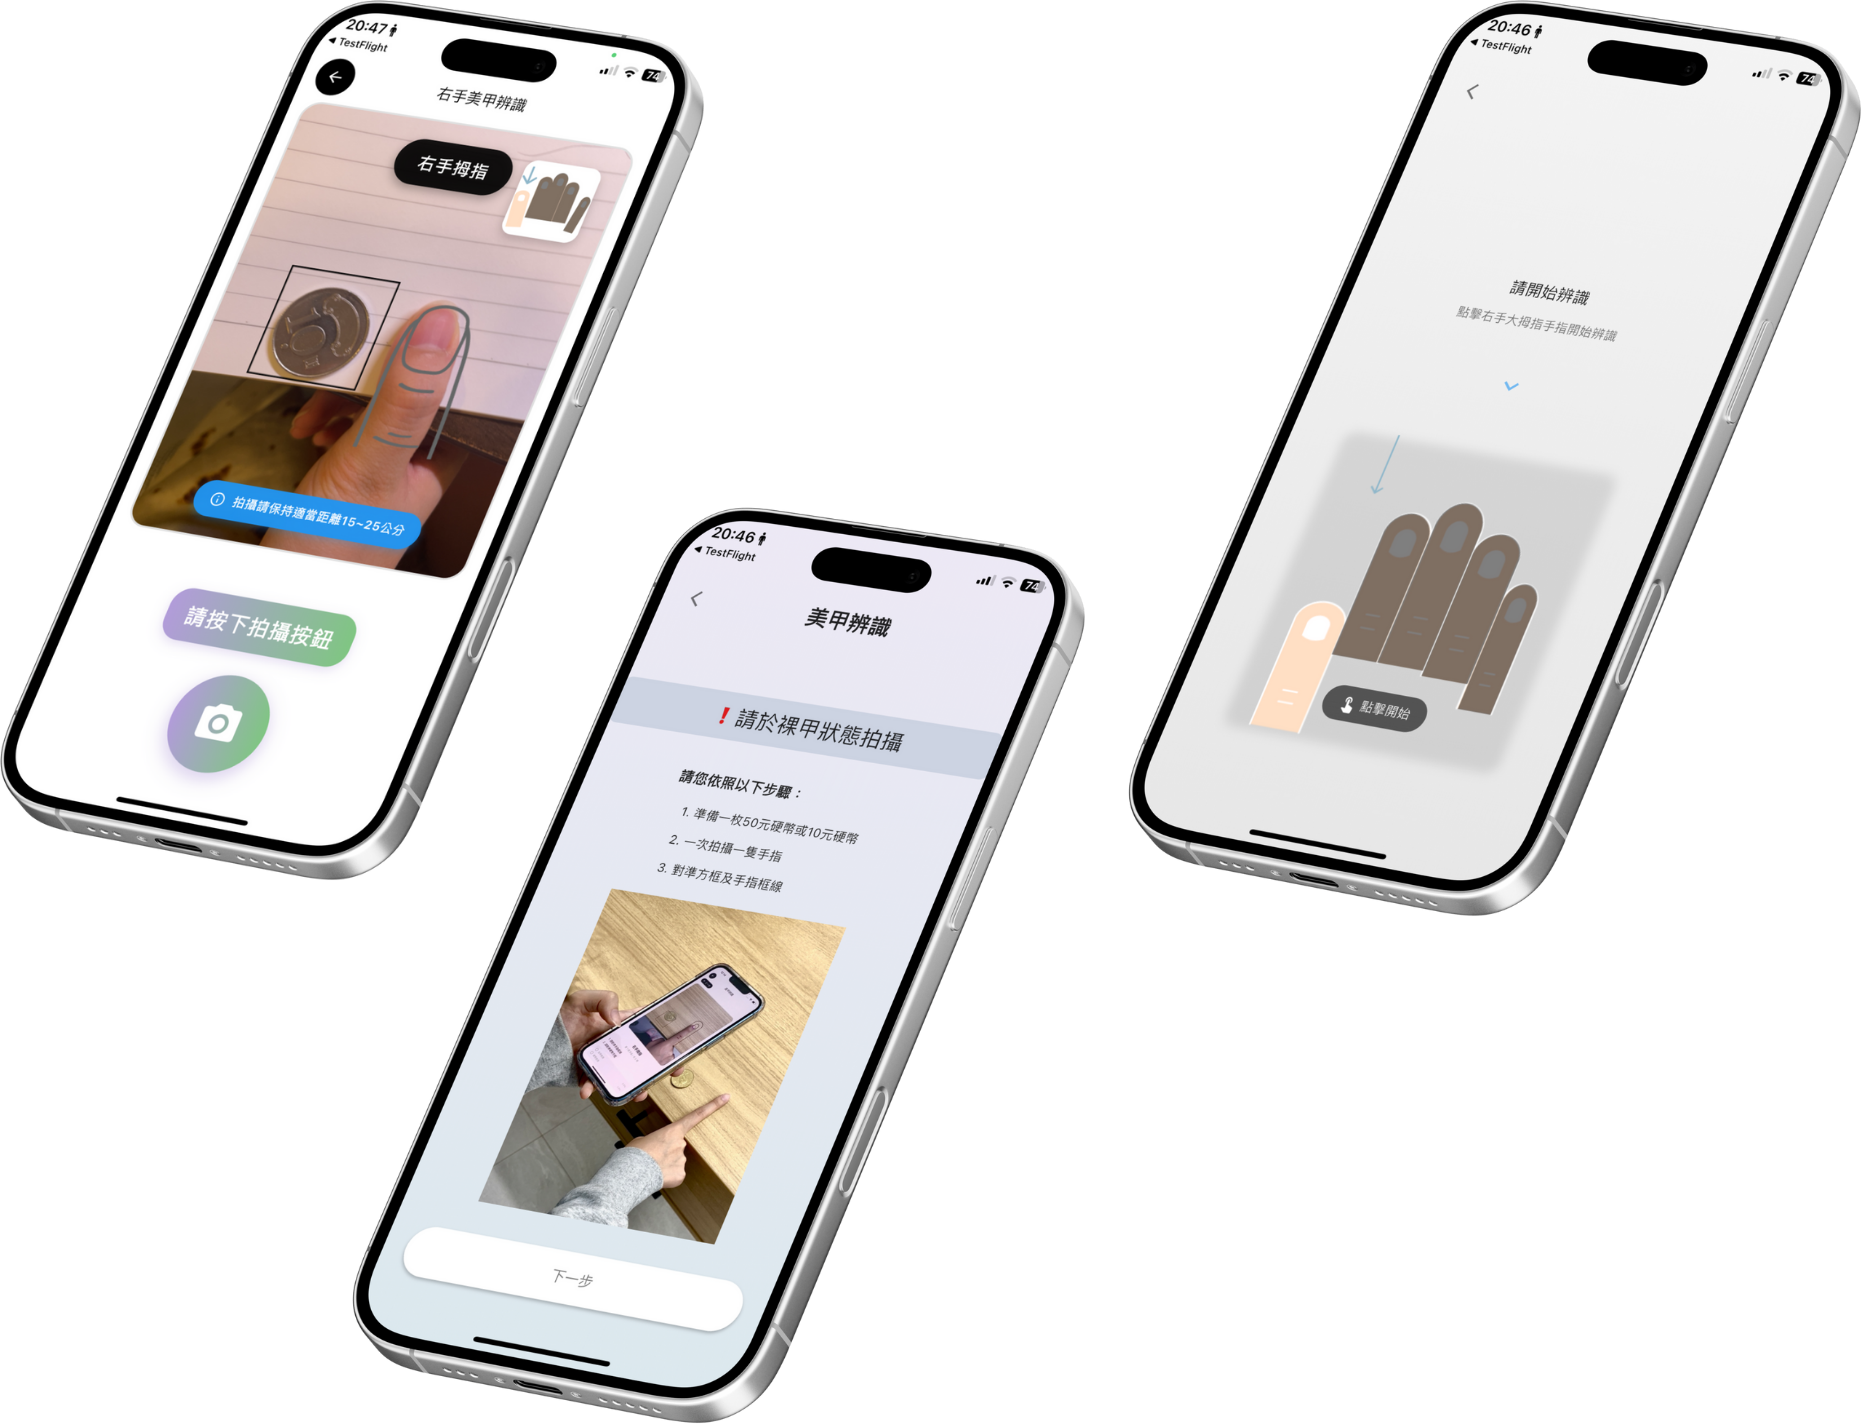 20:47
◀ TestFlight
74
右手美甲辨識
右手拇指
拍攝請保持適當距離15~25公分
請按下拍攝按鈕
20:46
◀ TestFlight
74
美甲辨識
❗請於裸甲狀態拍攝
請您依照以下步驟：
1. 準備一枚50元硬幣或10元硬幣
2. 一次拍攝一隻手指
3. 對準方框及手指框線
下一步
20:46
◀ TestFlight
74
請開始辨識
點擊右手大拇指手指開始辨識
點擊開始